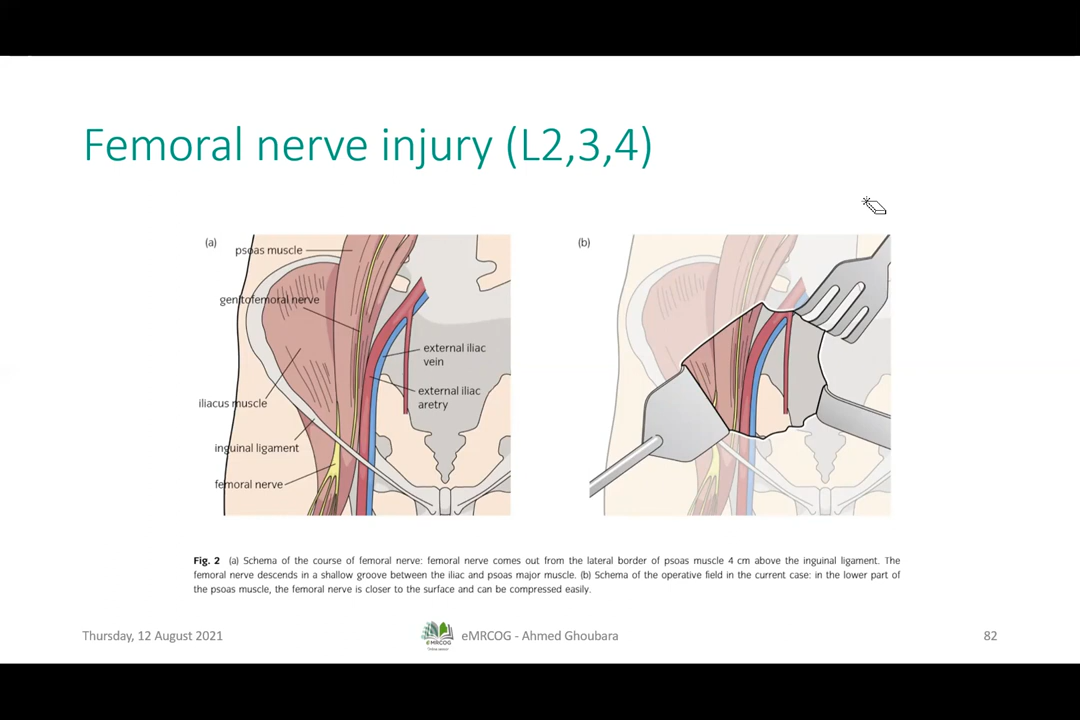 Femoral nerve injury (L2,3,4)
(a)
psoas muscle
genitofemoral nerve
external iliac
vein
external iliac
aretry
iliacus muscle
inguinal ligament
femoral nerve
(b)
Fig. 2 (a) Schema of the course of femoral nerve: femoral nerve comes out from the lateral border of psoas muscle 4 cm above the inguinal ligament. The
femoral nerve descends in a shallow groove between the iliac and psoas major muscle. (b) Schema of the operative field in the current case: in the lower part of
the psoas muscle, the femoral nerve is closer to the surface and can be compressed easily.
Thursday, 12 August 2021
eMRCOG
eMRCOG - Ahmed Ghoubara
82